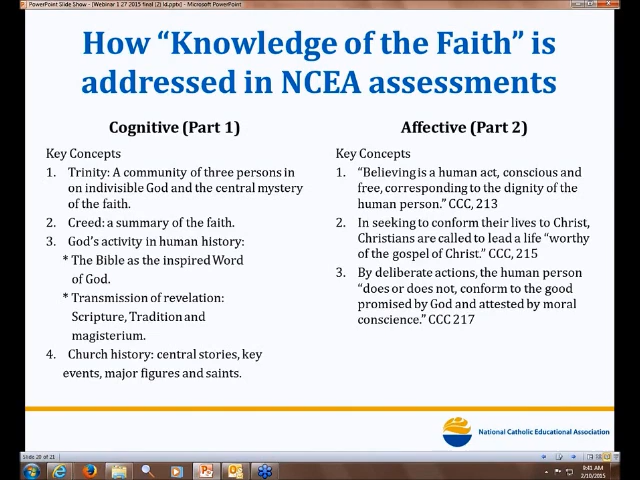 PowerPoint Slide Show - [Webinar 1 27 2015 final (2) ld.pptx] - Microsoft PowerPoint
How “Knowledge of the Faith” is
addressed in NCEA assessments
Cognitive (Part 1)
Key Concepts
1. Trinity: A community of three persons in
on indivisible God and the central mystery
of the faith.
2. Creed: a summary of the faith.
3. God’s activity in human history:
* The Bible as the inspired Word
of God.
* Transmission of revelation:
Scripture, Tradition and
magisterium.
4. Church history: central stories, key
events, major figures and saints.
Affective (Part 2)
Key Concepts
1. “Believing is a human act, conscious and
free, corresponding to the dignity of the
human person.” CCC, 213
2. In seeking to conform their lives to Christ,
Christians are called to lead a life “worthy
of the gospel of Christ.” CCC, 215
3. By deliberate actions, the human person
“does or does not, conform to the good
promised by God and attested by moral
conscience.” CCC 217
National Catholic Educational Association
Slide 20 of 21
9:41 AM
2/10/2015